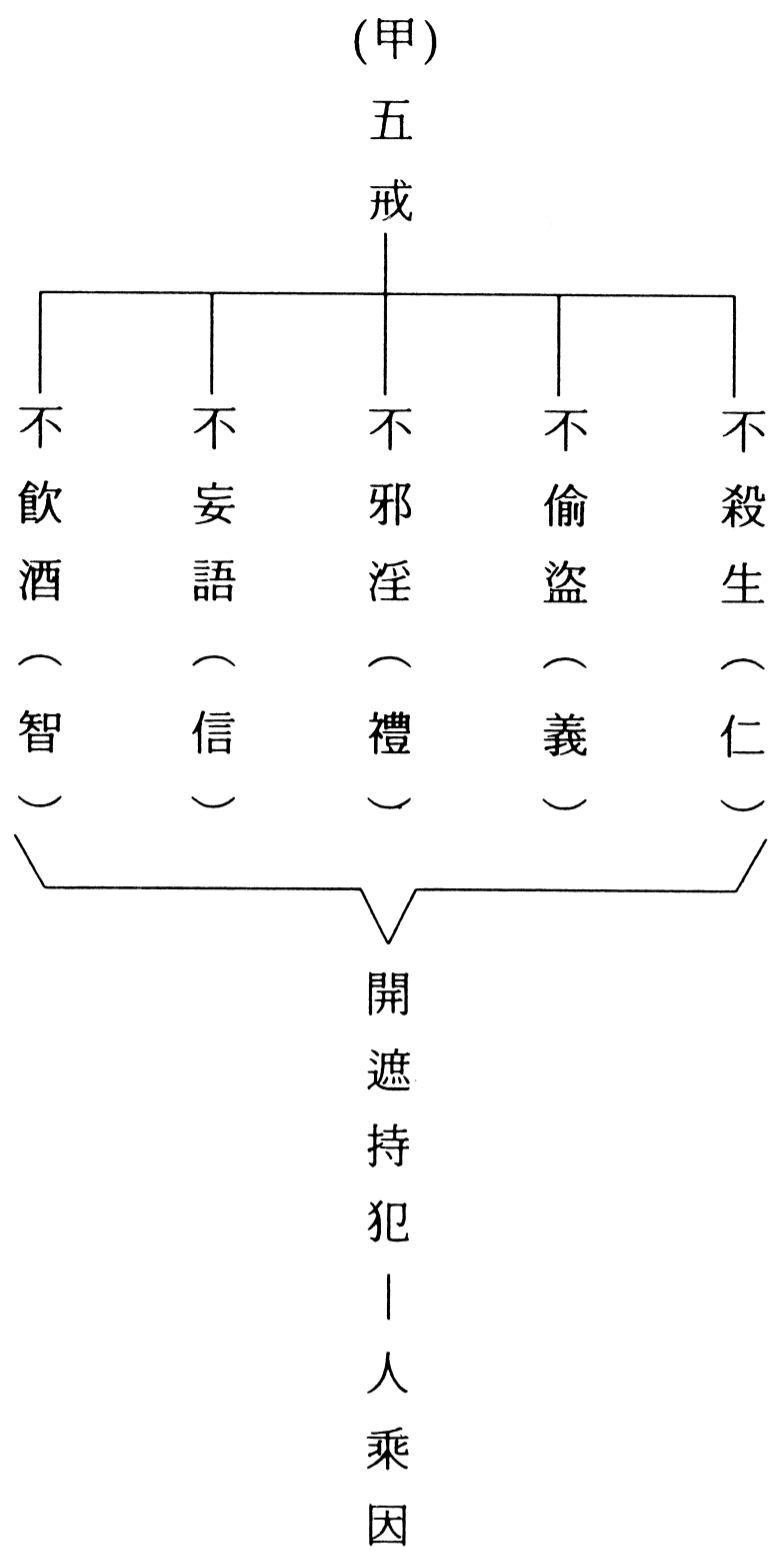 (甲)
五戒
不殺生（仁）
不偷盜（義）
不邪淫（禮）
不妄語（信）
不飲酒（智）
開遮持犯—人乘因